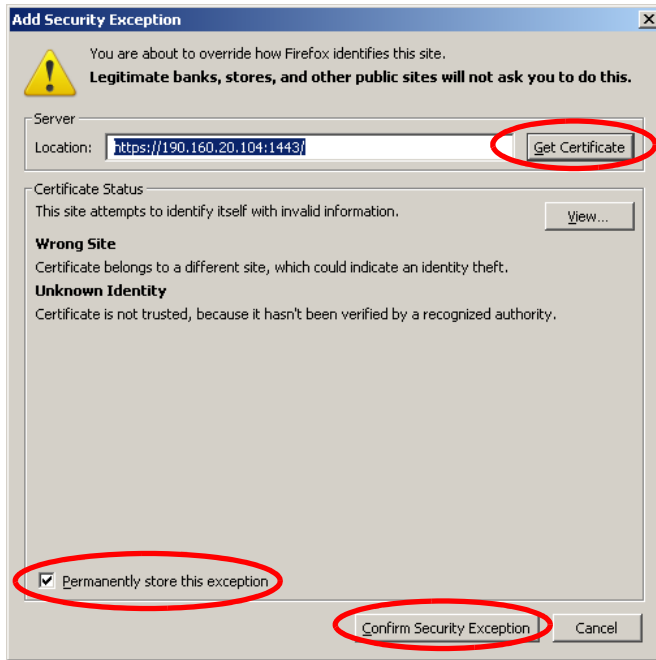 Add Security Exception
You are about to override how Firefox identifies this site.
Legitimate banks, stores, and other public sites will not ask you to do this.
Server
Location: https://190.160.20.104:1443/ Get Certificate
Certificate Status
This site attempts to identify itself with invalid information. View...
Wrong Site
Certificate belongs to a different site, which could indicate an identity theft.
Unknown Identity
Certificate is not trusted, because it hasn't been verified by a recognized authority.
Permanently store this exception
Confirm Security Exception Cancel